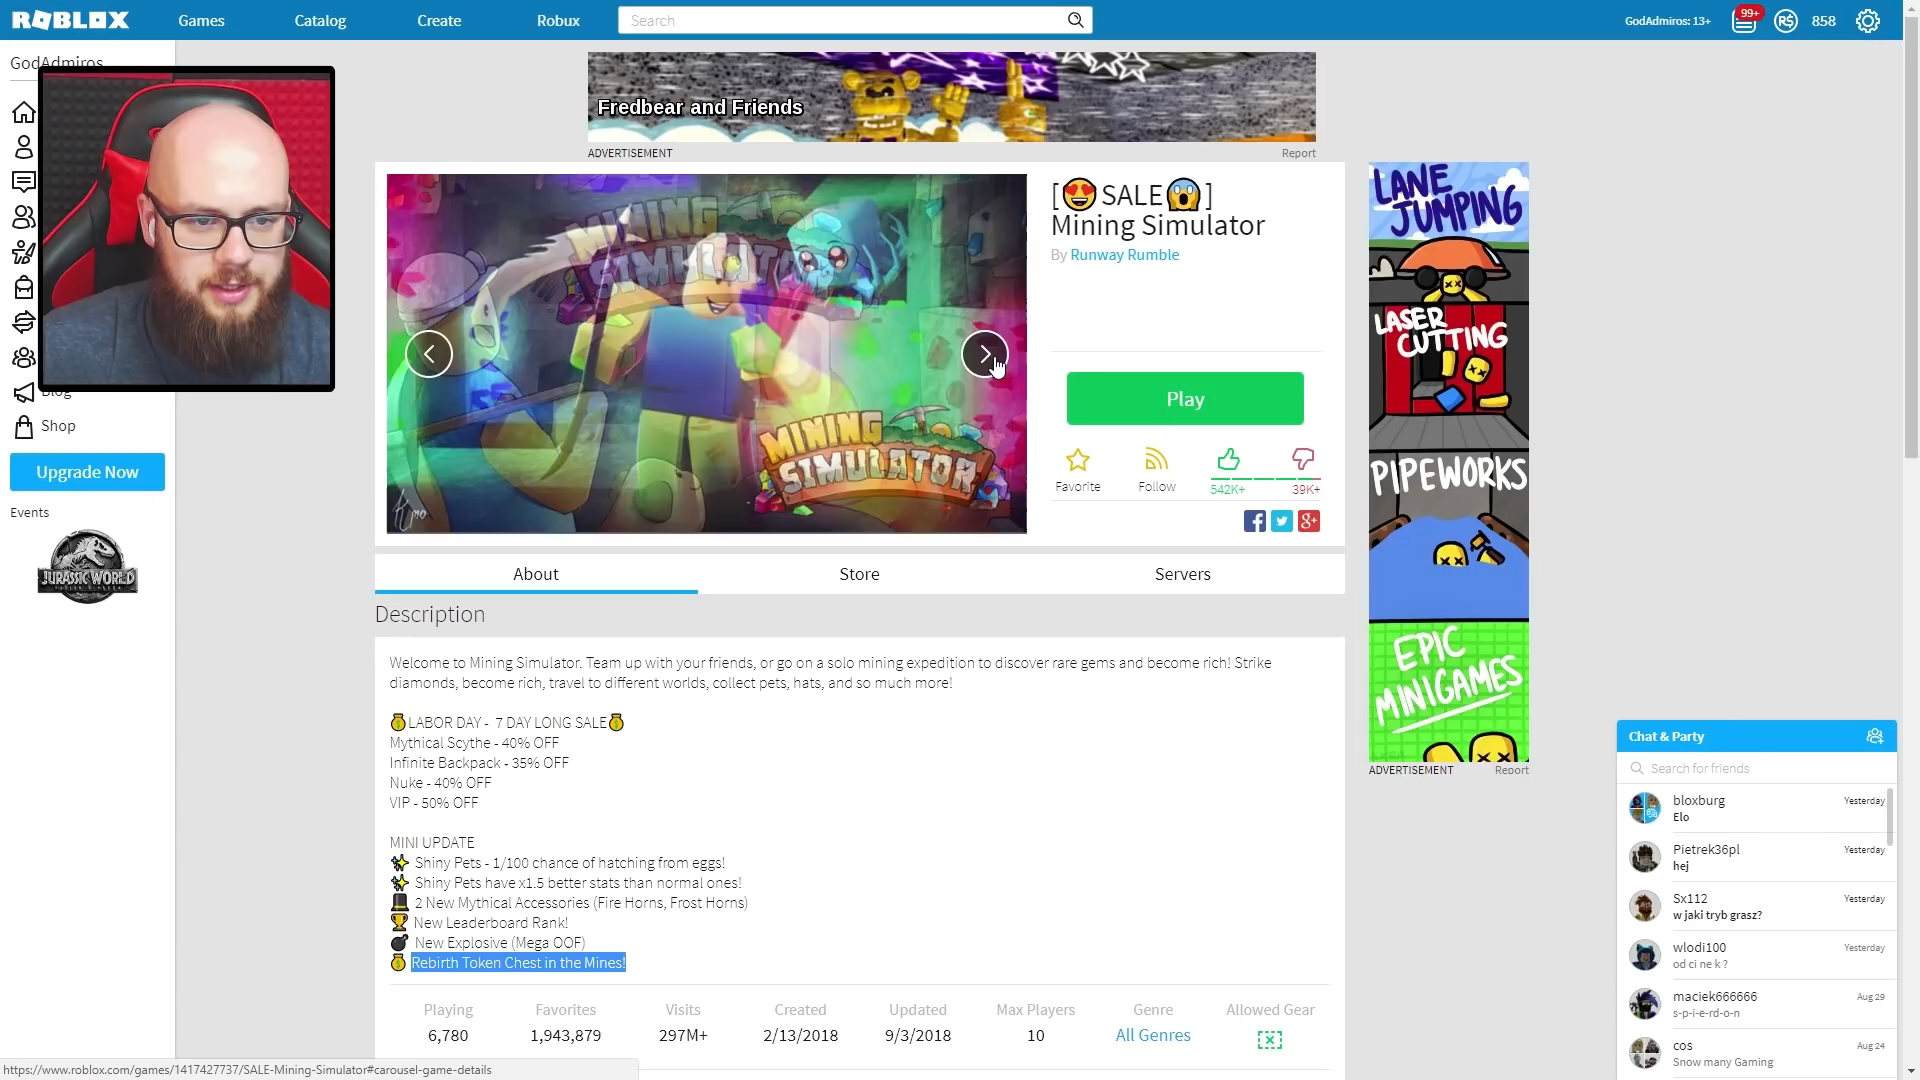 ROBLOX
Games
Catalog
Create
Robux
Search
GodAdmiros: 13+
99+
R$
858
GodAdmiros
Blog
Shop
Upgrade Now
Events
JURASSIC WORLD
Fredbear and Friends
ADVERTISEMENT
Report
MINING
SIMULATOR
MINING
SIMULATOR
[😍SALE😱]
Mining Simulator
By Runway Rumble
Play
Favorite
Follow
542K+
39K+
About
Store
Servers
Description
Welcome to Mining Simulator. Team up with your friends, or go on a solo mining expedition to discover rare gems and become rich! Strike
diamonds, become rich, travel to different worlds, collect pets, hats, and so much more!
💰LABOR DAY - 7 DAY LONG SALE💰
Mythical Scythe - 40% OFF
Infinite Backpack - 35% OFF
Nuke - 40% OFF
VIP - 50% OFF
MINI UPDATE
✨ Shiny Pets - 1/100 chance of hatching from eggs!
✨ Shiny Pets have x1.5 better stats than normal ones!
🎩 2 New Mythical Accessories (Fire Horns, Frost Horns)
🏆 New Leaderboard Rank!
💣 New Explosive (Mega OOF)
💰 Rebirth Token Chest in the Mines!
Playing
Favorites
Visits
Created
Updated
Max Players
Genre
Allowed Gear
6,780
1,943,879
297M+
2/13/2018
9/3/2018
10
All Genres
LANE
JUMPING
LASER
CUTTING
PIPEWORKS
EPIC
MINIGAMES
ADVERTISEMENT
Report
Chat & Party
Search for friends
bloxburg
Yesterday
Elo
Pietrek36pl
Yesterday
hej
Sx112
Yesterday
w jaki tryb grasz?
wlodi100
Yesterday
od ci ne k ?
maciek666666
Aug 29
s-p-i-e-rd-o-n
cos
Aug 24
Snow many Gaming
https://www.roblox.com/games/1417427737/SALE-Mining-Simulator#carousel-game-details